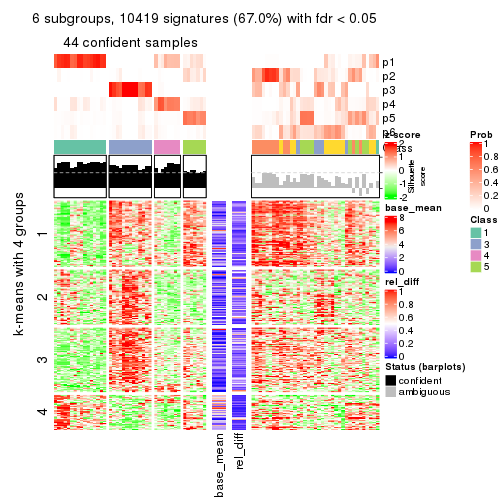 6 subgroups, 10419 signatures (67.0%) with fdr < 0.05
44 confident samples
p1
p2
p3
p4
p5
p6
Class
Silhouette
score
k-means with 4 groups
1
2
3
4
base_mean
rel_diff
z-score
2
1
0
-1
-2
base_mean
8
6
4
2
0
rel_diff
1
0.8
0.6
0.4
0.2
0
Status (barplots)
confident
ambiguous
Prob
1
0.8
0.6
0.4
0.2
0
Class
1
3
4
5